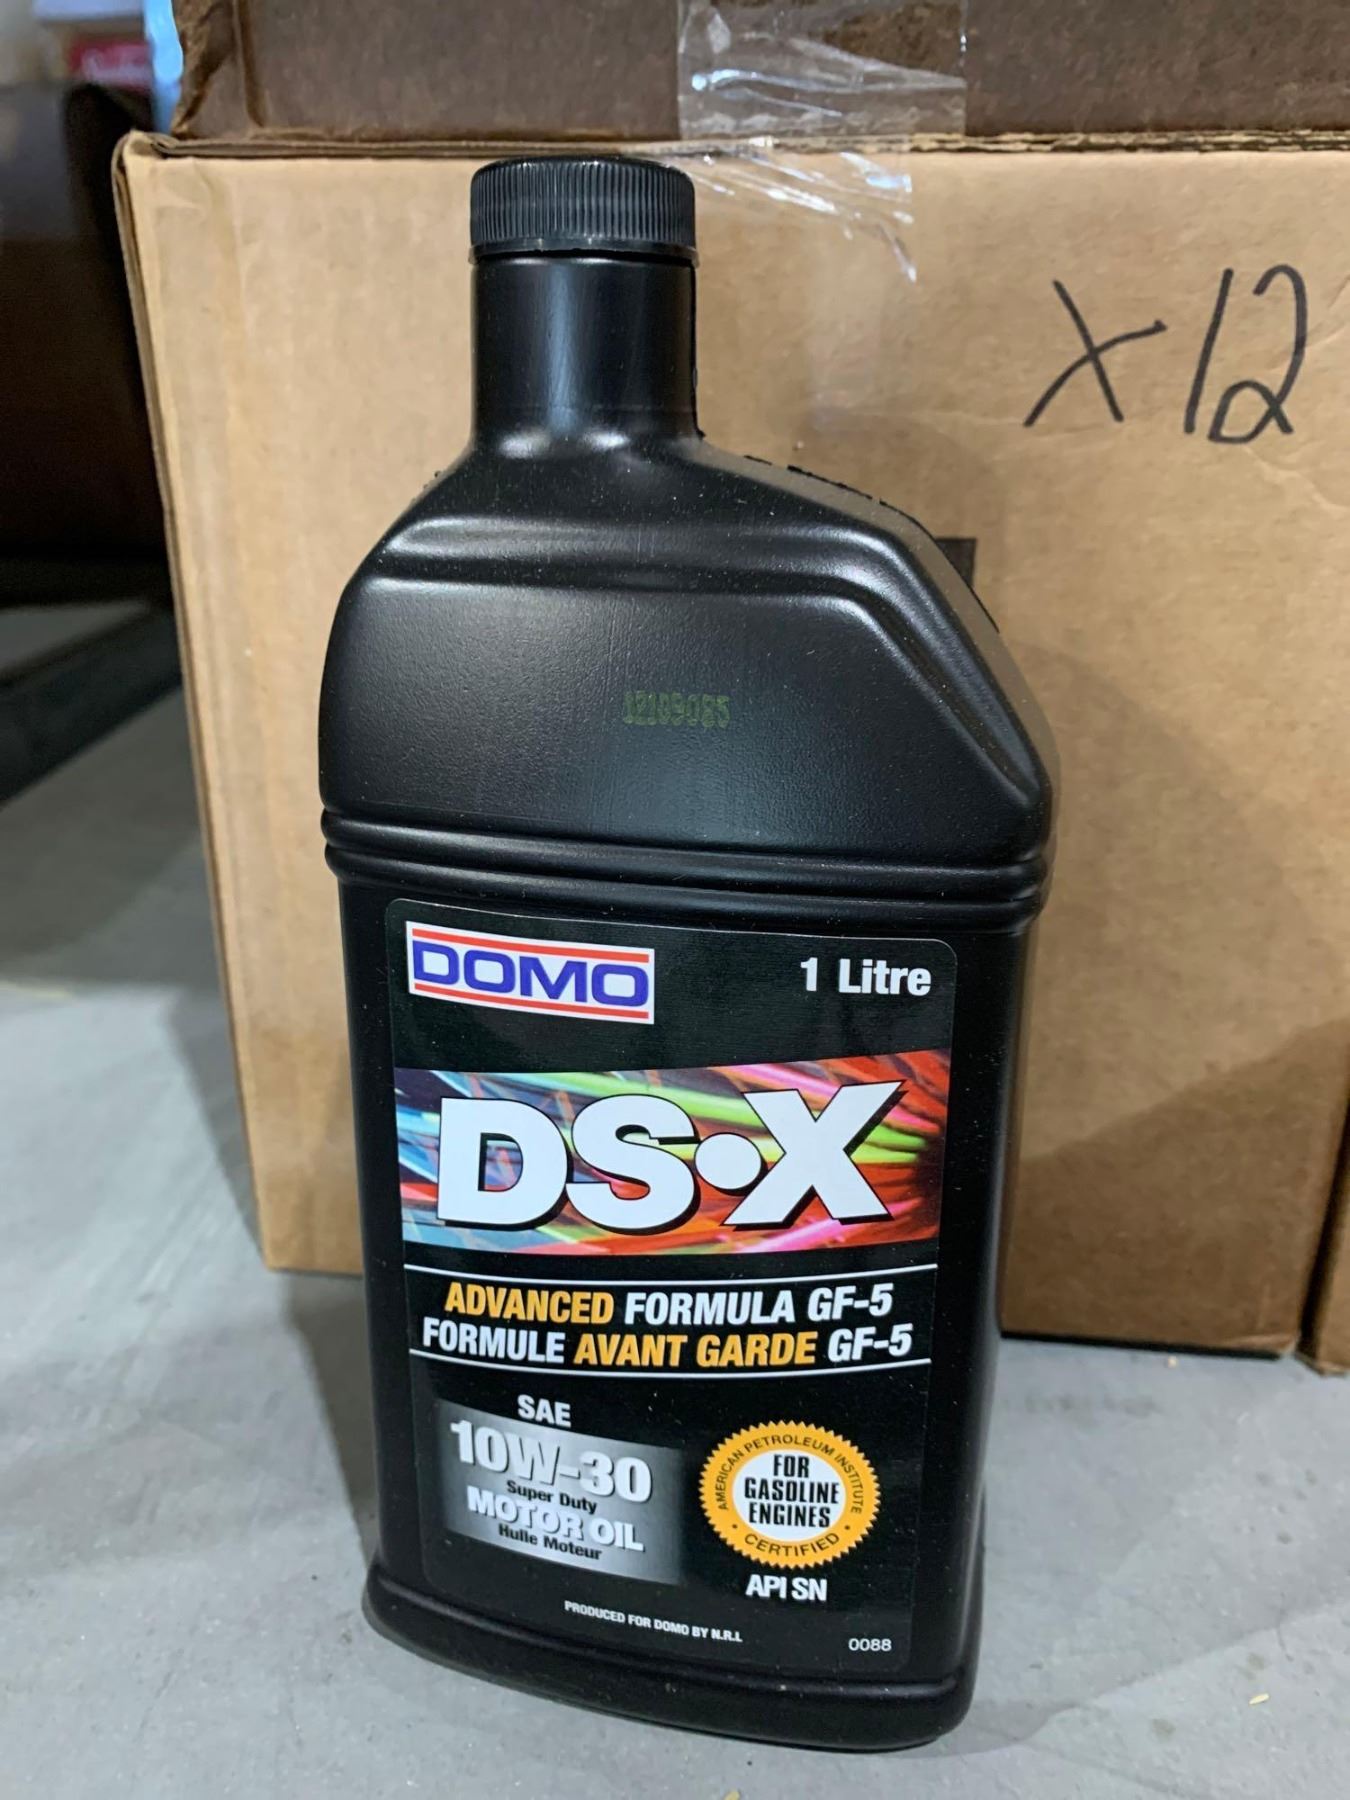 X12
12109085
DOMO
1 Litre
DS•X
ADVANCED FORMULA GF-5
FORMULE AVANT GARDE GF-5
SAE
10W-30
Super Duty
MOTOR OIL
Huile Moteur
AMERICAN PETROLEUM INSTITUTE
FOR
GASOLINE
ENGINES
• CERTIFIED •
API SN
PRODUCED FOR DOMO BY N.R.L
0088